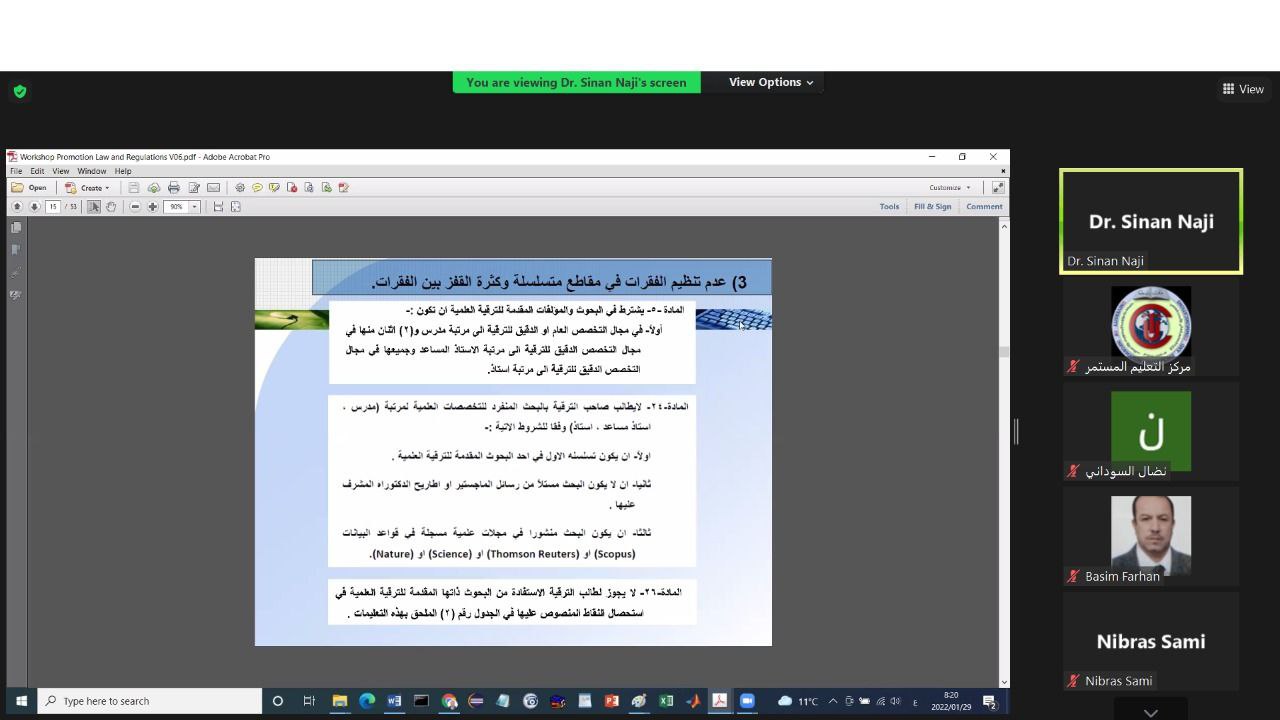 You are viewing Dr. Sinan Naji's screen
View Options
View
Workshop Promotion Law and Regulations V06.pdf - Adobe Acrobat Pro
File Edit View Window Help
Open
Create
Customize
15 / 53
90%
Tools
Fill & Sign
Comment
3) عدم تنظيم الفقرات في مقاطع متسلسلة وكثرة القفز بين الفقرات.
المادة -٥- يشترط في البحوث والمؤلفات المقدمة للترقية العلمية ان تكون :-
أولاً- في مجال التخصص العام او الدقيق للترقية الى مرتبة مدرس و(٢) اثنان منها في
مجال التخصص الدقيق للترقية الى مرتبة الاستاذ المساعد وجميعها في مجال
التخصص الدقيق للترقية الى مرتبة استاذ.
المادة-٢٤- لايطالب صاحب الترقية بالبحث المنفرد للتخصصات العلمية لمرتبة (مدرس ،
استاذ مساعد ، استاذ) وفقا للشروط الاتية :-
اولاً- ان يكون تسلسله الاول في احد البحوث المقدمة للترقية العلمية .
ثانيا- ان لا يكون البحث مستلاً من رسائل الماجستير او اطاريح الدكتوراه المشرف
عليها .
ثالثا- ان يكون البحث منشورا في مجلات علمية مسجلة في قواعد البيانات
(Scopus) او (Thomson Reuters) او (Science) او (Nature).
المادة-٢٦- لا يجوز لطالب الترقية الاستفادة من البحوث ذاتها المقدمة للترقية العلمية في
استحصال للنقاط المنصوص عليها في الجدول رقم (٢) الملحق بهذه التعليمات .
Dr. Sinan Naji
Dr. Sinan Naji
مركز التعليم المستمر
ن
نضال السوداني
Basim Farhan
Nibras Sami
Nibras Sami
Type here to search
11°C
ع
8:20
2022/01/29
2